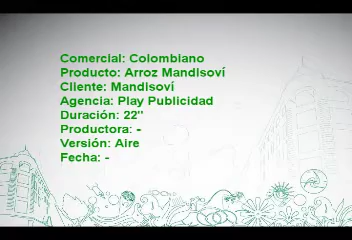 Comercial: Colombiano
Producto: Arroz Mandisoví
Cliente: Mandisoví
Agencia: Play Publicidad
Duración: 22"
Productora: -
Versión: Aire
Fecha: -